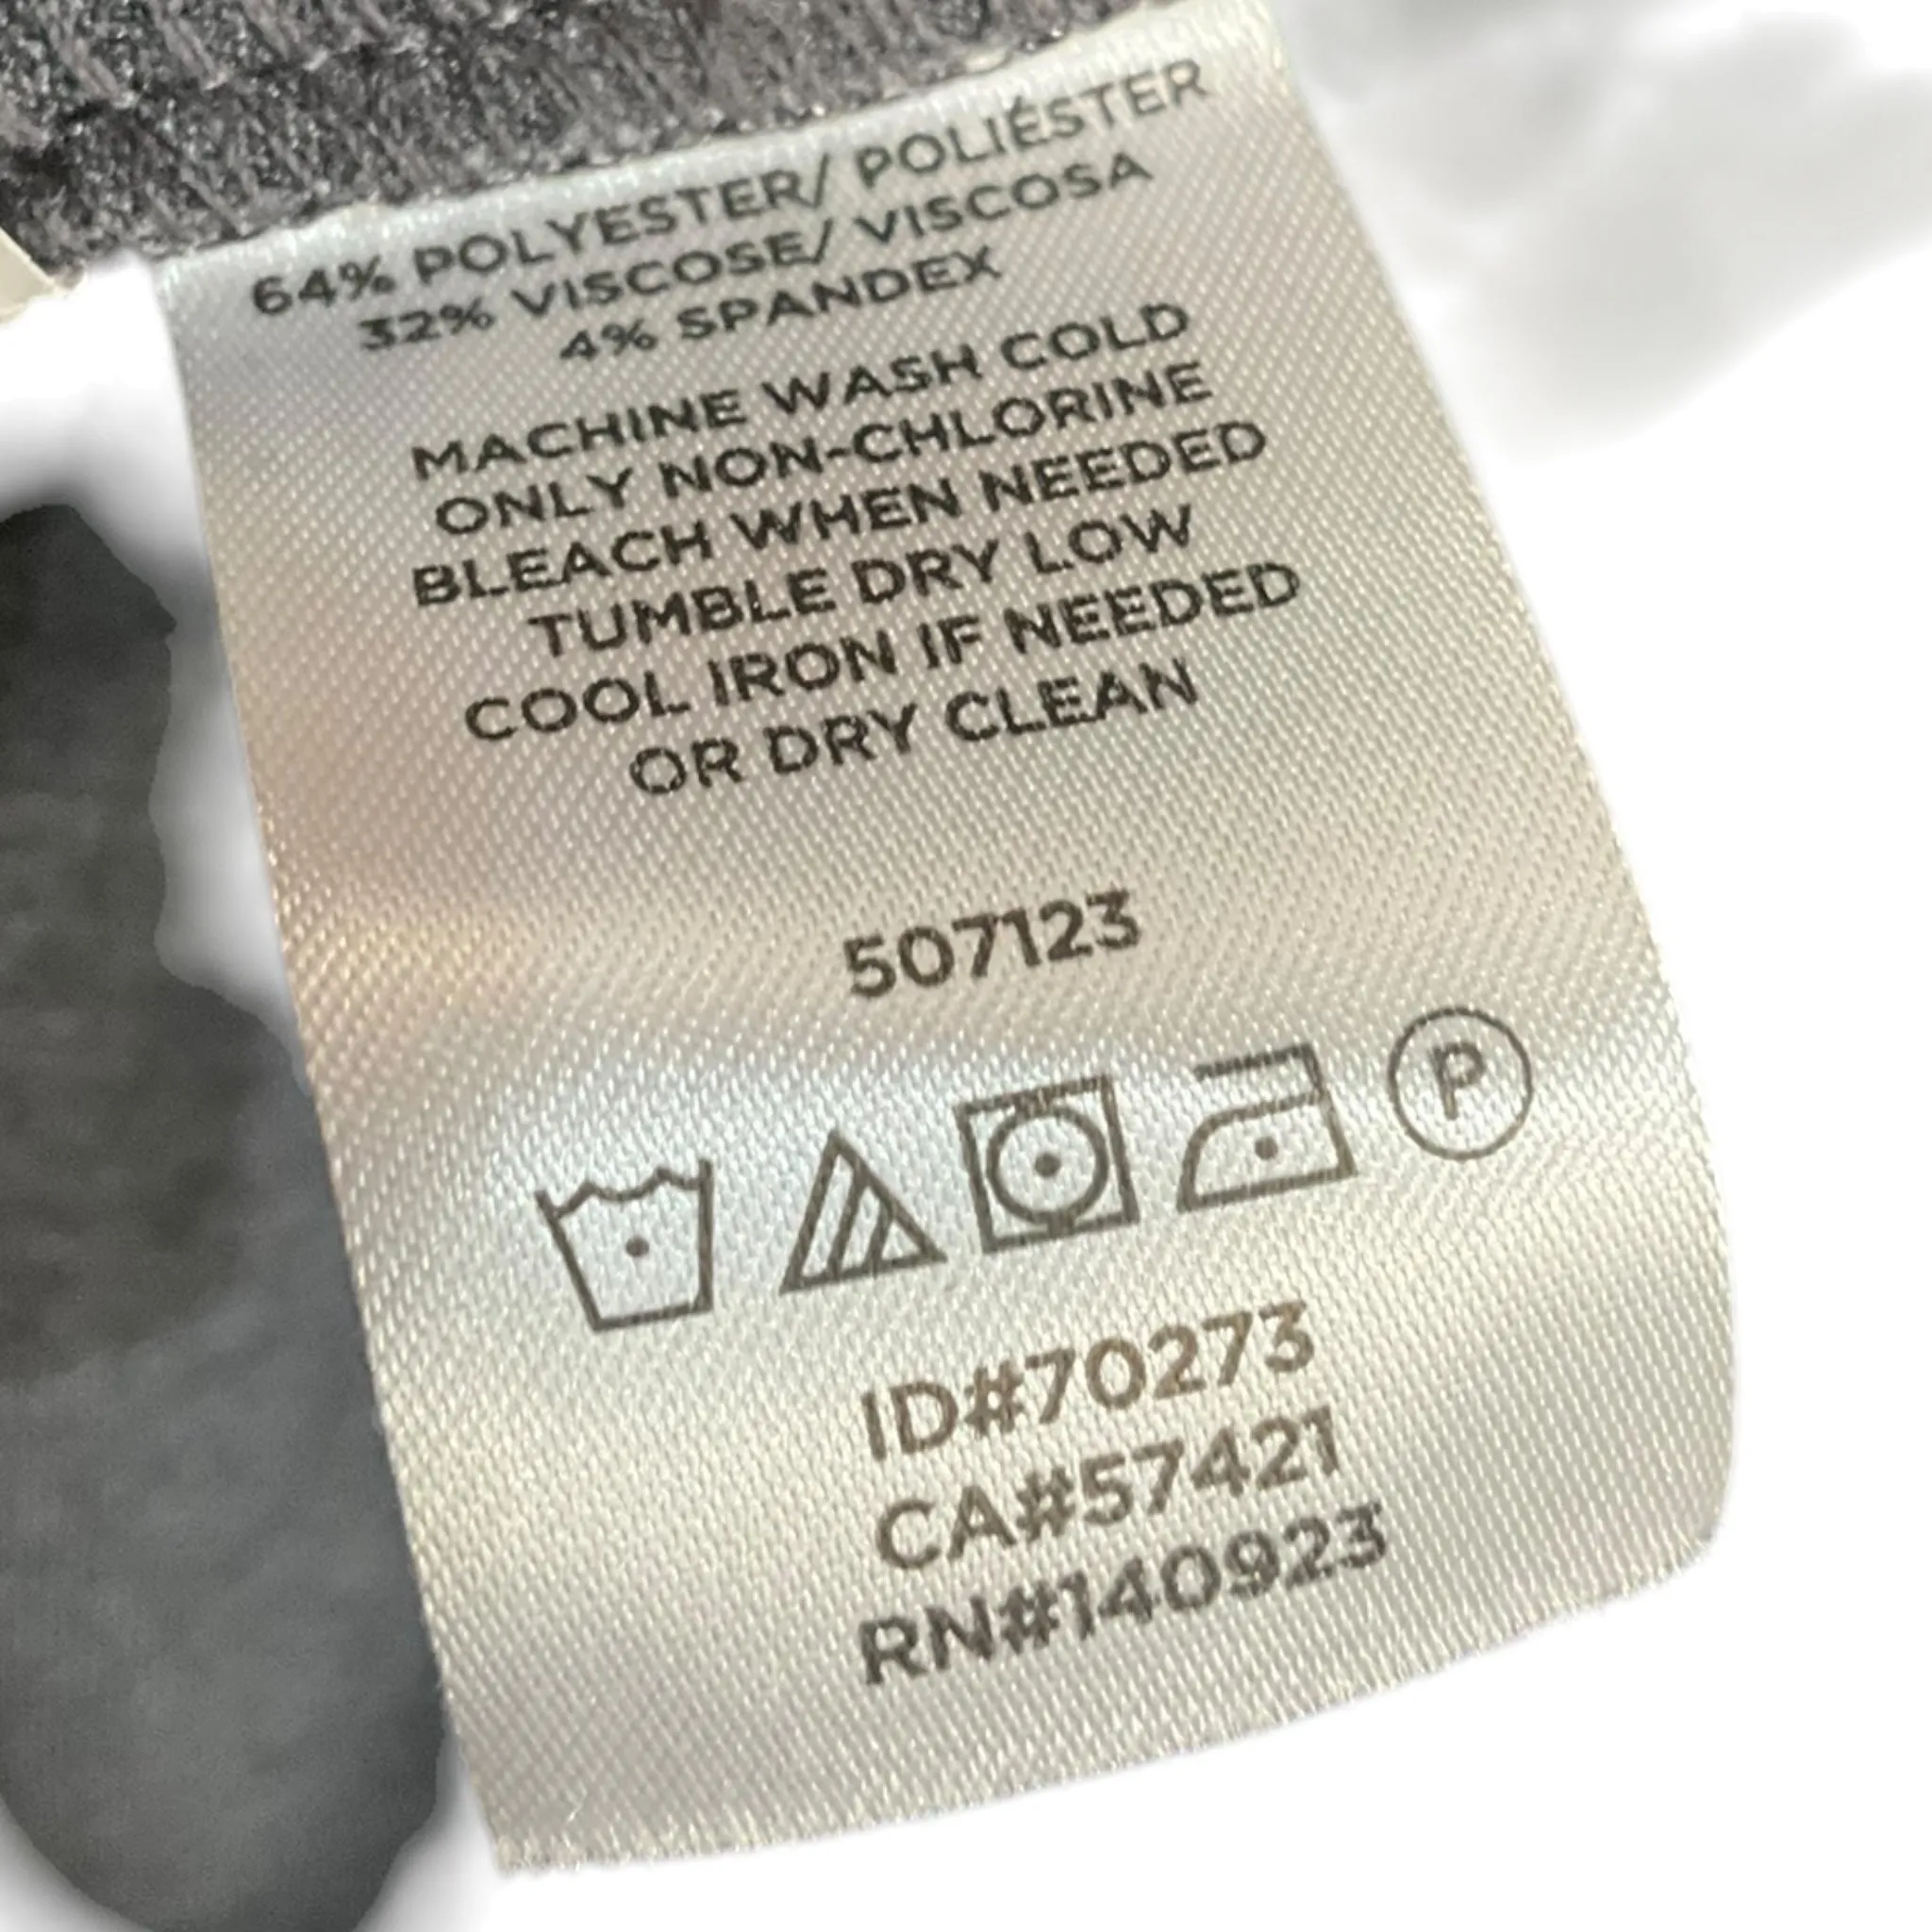 64% POLYESTER/ POLIÉSTER
32% VISCOSE/ VISCOSA
4% SPANDEX
MACHINE WASH COLD
ONLY NON-CHLORINE
BLEACH WHEN NEEDED
TUMBLE DRY LOW
COOL IRON IF NEEDED
OR DRY CLEAN
507123
P
ID#70273
CA#57421
RN#140923